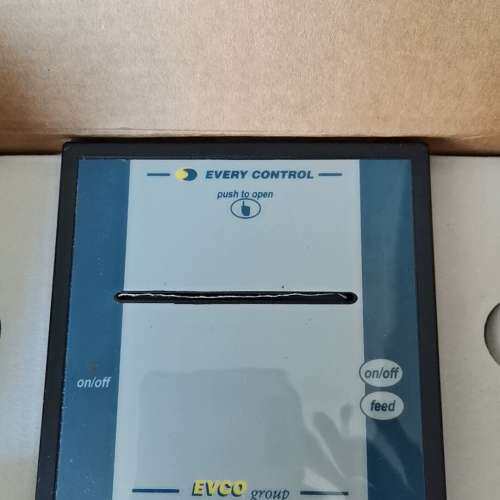 EVERY CONTROL
push to open
on/off
on/off
feed
EVCO group